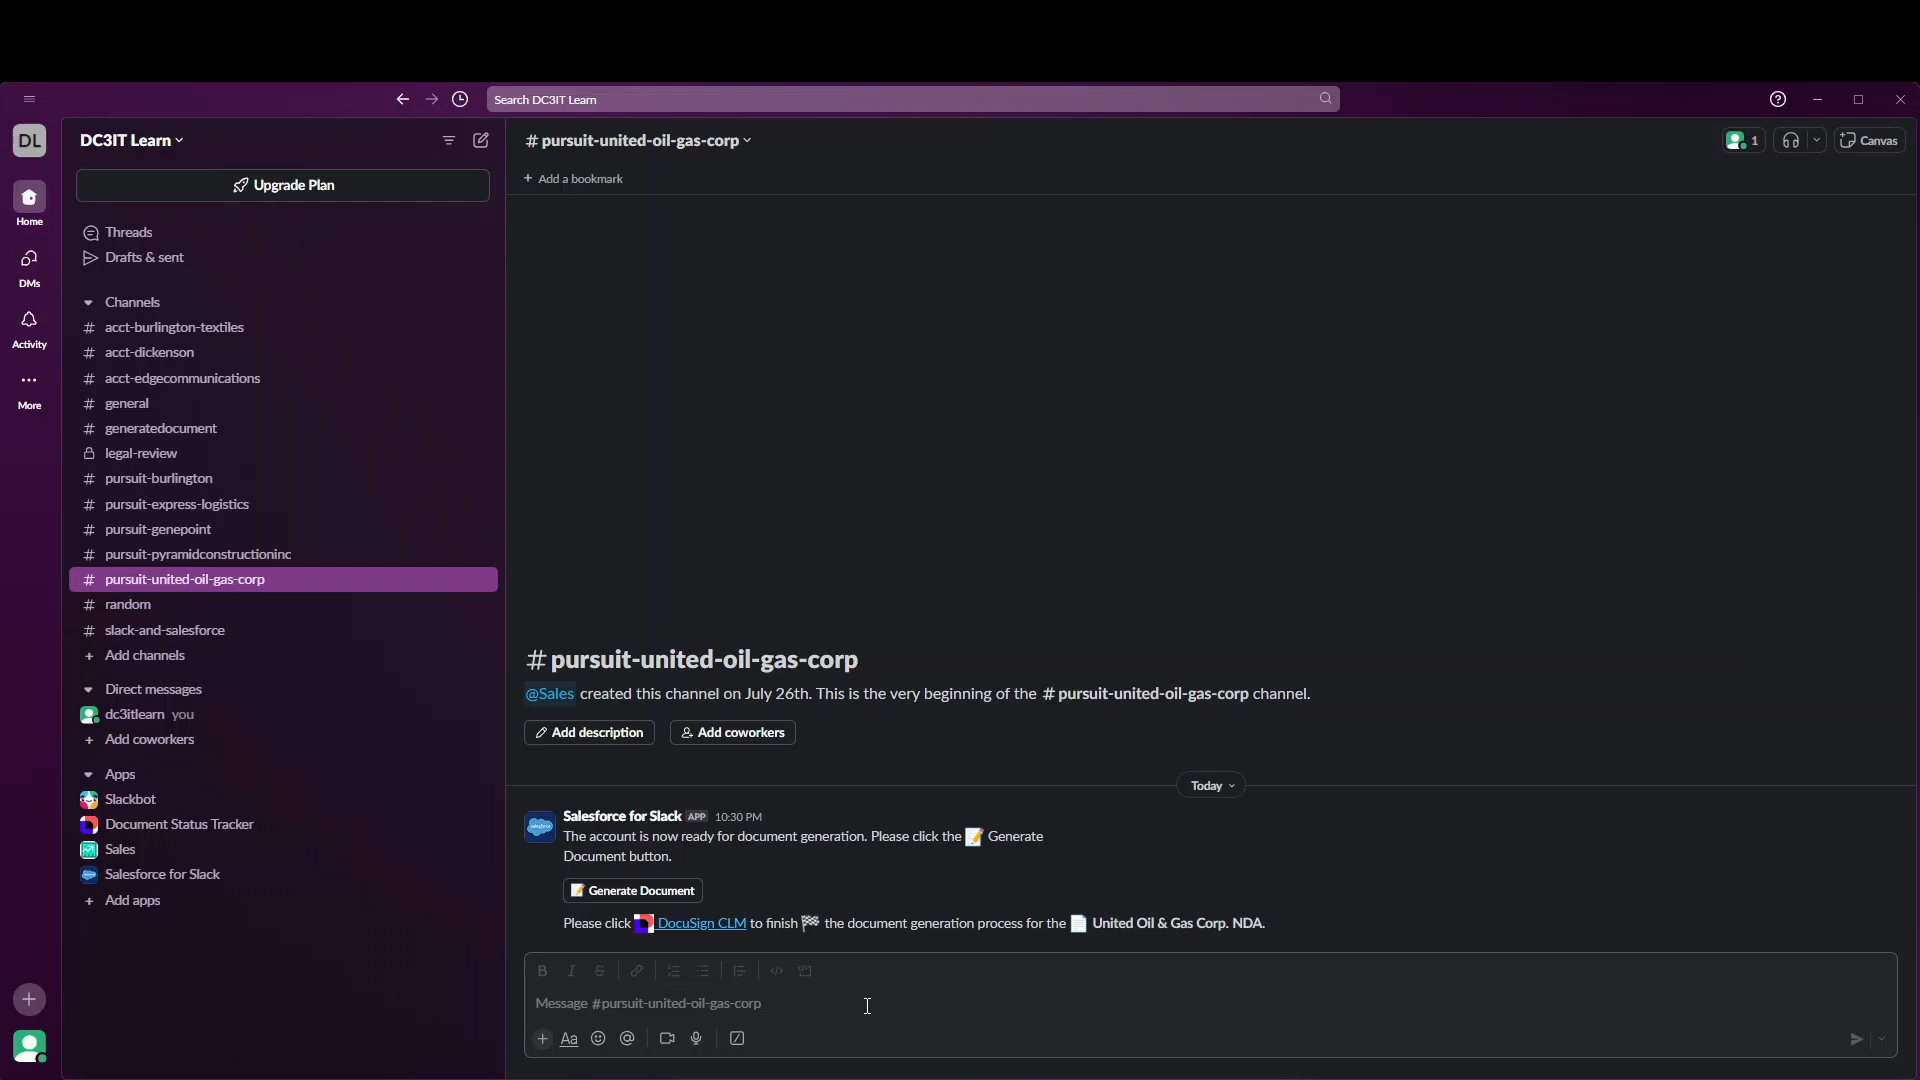 Search DC3IT Learn
DL
DC3IT Learn
Upgrade Plan
Home
DMs
Activity
More
Threads
Drafts & sent
Channels
# acct-burlington-textiles
# acct-dickenson
# acct-edgecommunications
# general
# generatedocument
legal-review
# pursuit-burlington
# pursuit-express-logistics
# pursuit-genepoint
# pursuit-pyramidconstructioninc
# pursuit-united-oil-gas-corp
# random
# slack-and-salesforce
+ Add channels
Direct messages
dc3itlearn you
+ Add coworkers
Apps
Slackbot
Document Status Tracker
Sales
Salesforce for Slack
+ Add apps
# pursuit-united-oil-gas-corp
1
Canvas
+ Add a bookmark
# pursuit-united-oil-gas-corp
@Sales created this channel on July 26th. This is the very beginning of the # pursuit-united-oil-gas-corp channel.
Add description
Add coworkers
Today
Salesforce for Slack APP 10:30 PM
The account is now ready for document generation. Please click the 📝 Generate
Document button.
📝 Generate Document
Please click DocuSign CLM to finish 🏁 the document generation process for the 📄 United Oil & Gas Corp. NDA.
B I S
Message #pursuit-united-oil-gas-corp
+ Aa @